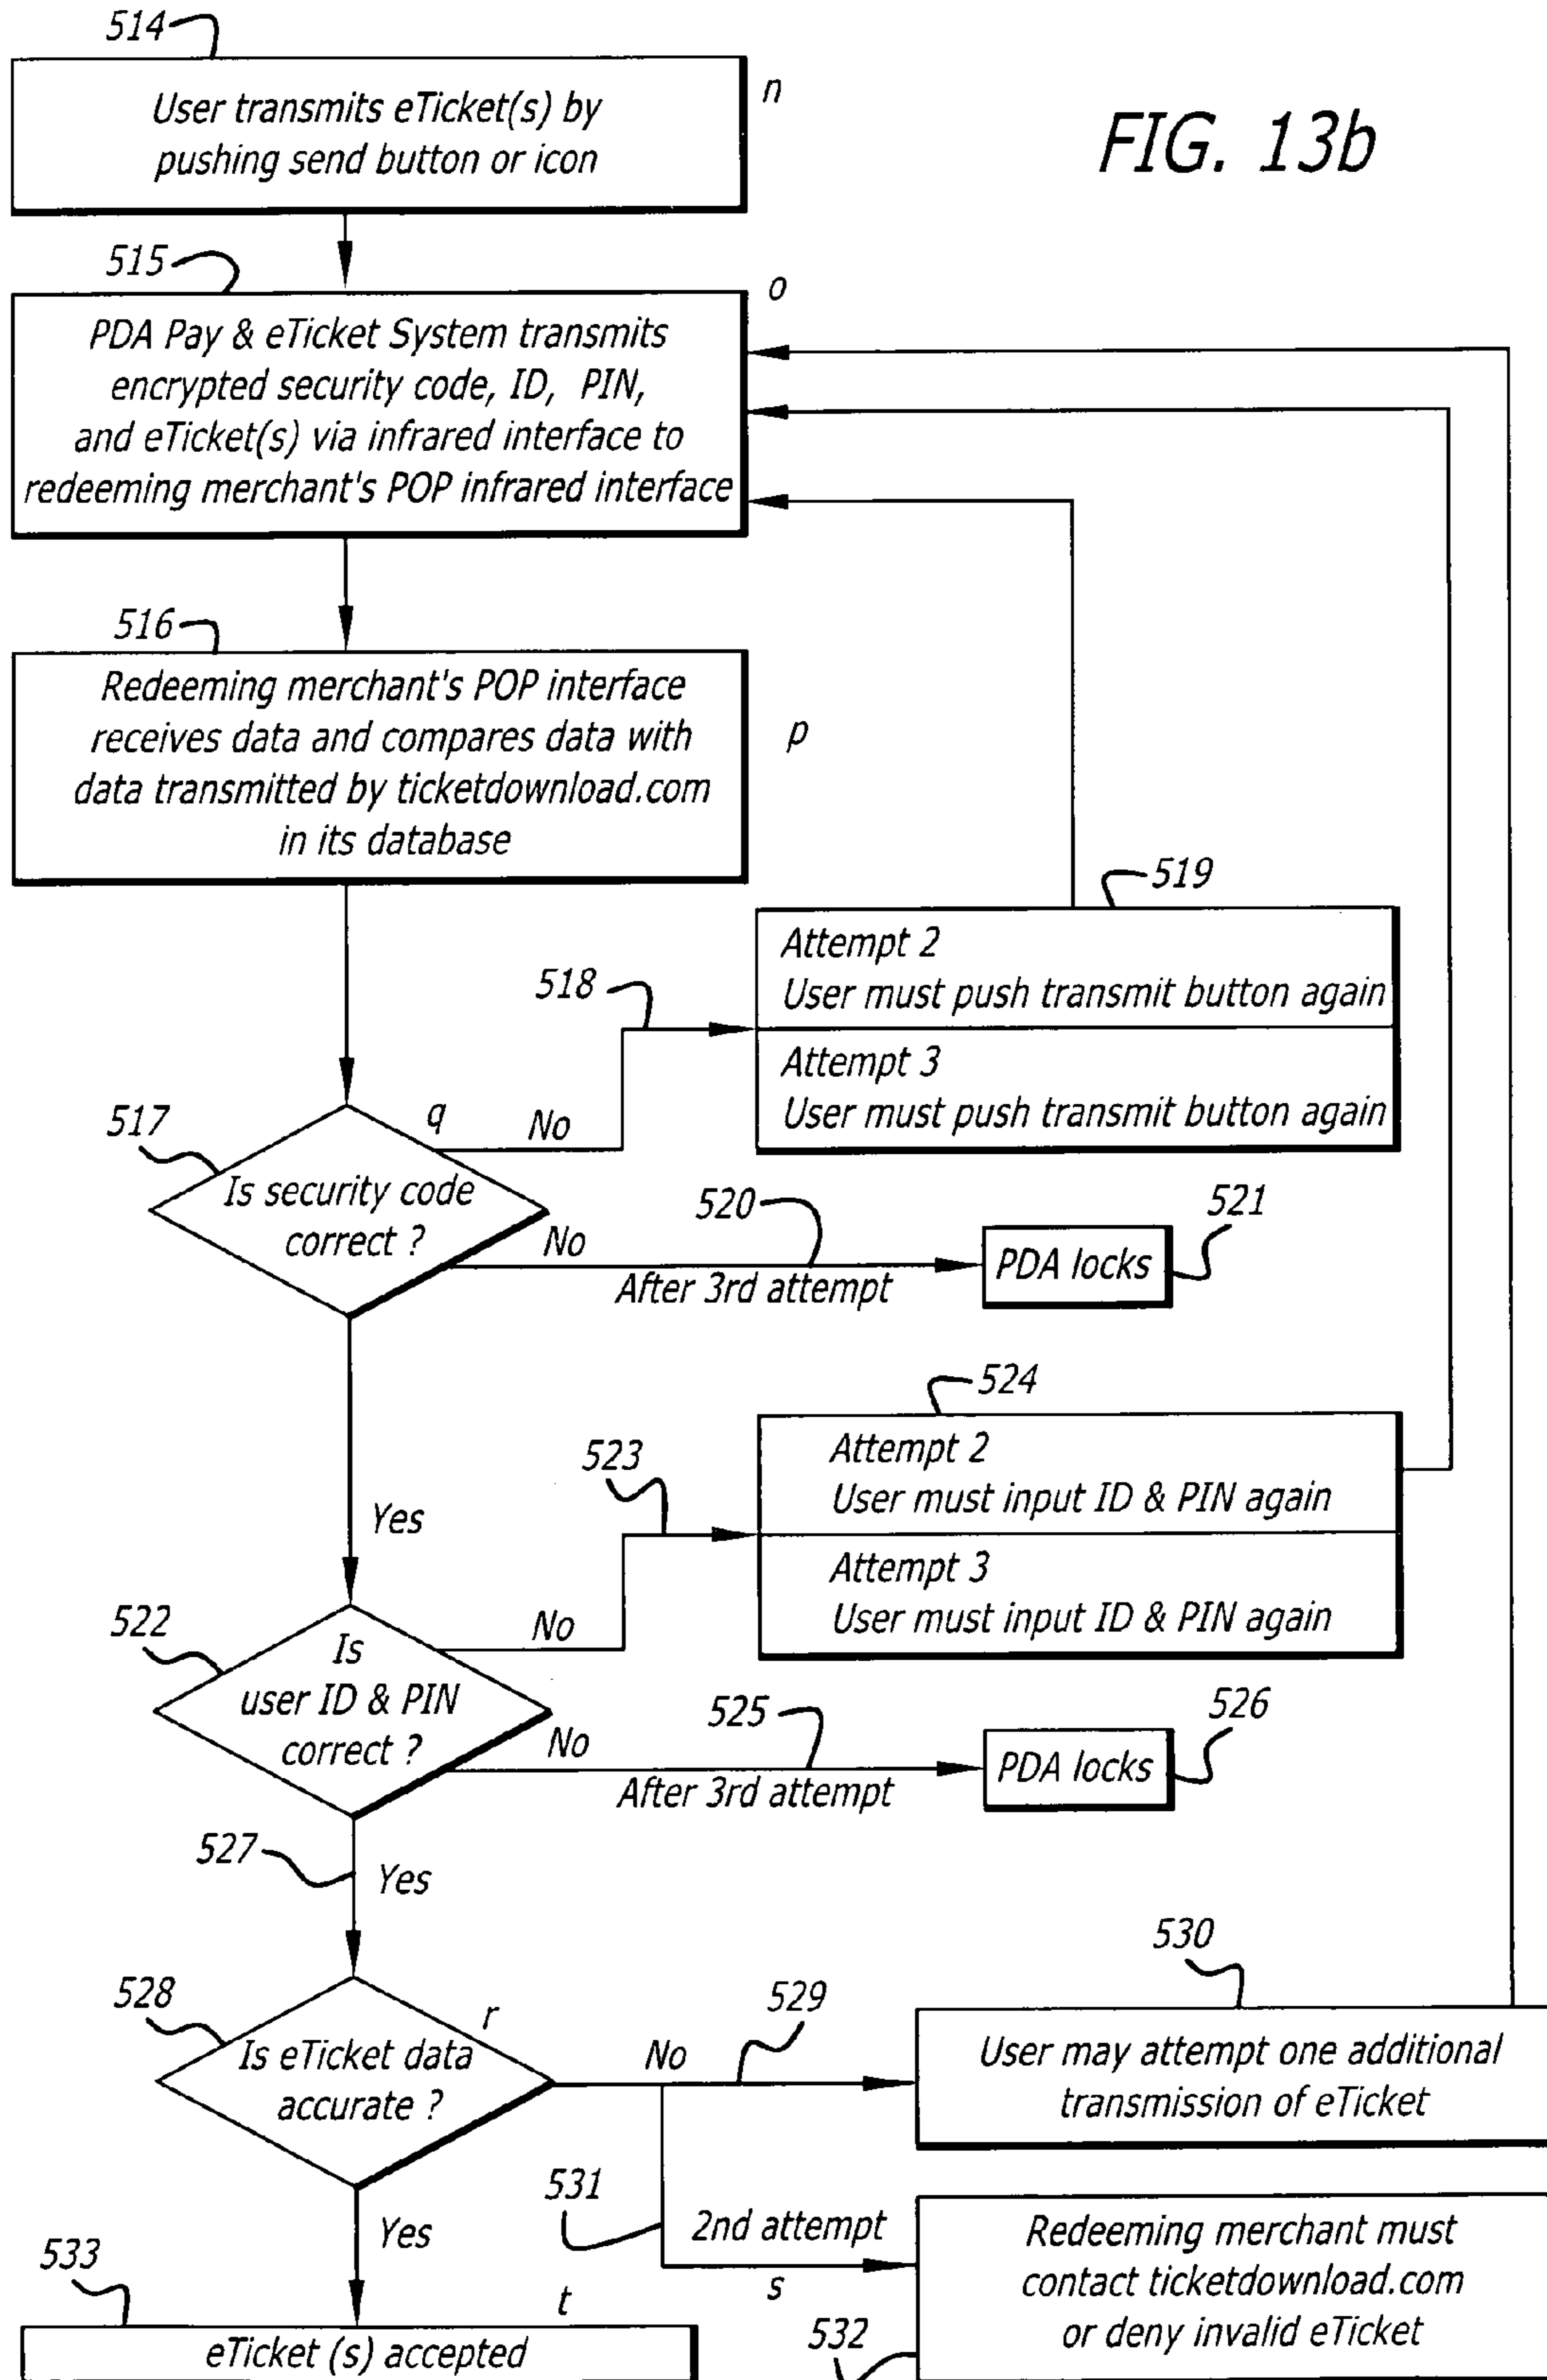 514
n
User transmits eTicket(s) by
pushing send button or icon
FIG. 13b
515
o
PDA Pay & eTicket System transmits
encrypted security code, ID, PIN,
and eTicket(s) via infrared interface to
redeeming merchant's POP infrared interface
516
Redeeming merchant's POP interface
receives data and compares data with
data transmitted by ticketdownload.com
in its database
p
519
Attempt 2
User must push transmit button again
518
Attempt 3
User must push transmit button again
517
q
No
Is security code
correct ?
No
520
After 3rd attempt
521
PDA locks
524
Attempt 2
User must input ID & PIN again
523
Attempt 3
User must input ID & PIN again
Yes
522
No
Is
user ID & PIN
correct ?
No
525
After 3rd attempt
526
PDA locks
527
Yes
528
r
Is eTicket data
accurate ?
No
529
530
User may attempt one additional
transmission of eTicket
531
2nd attempt
s
Redeeming merchant must
contact ticketdownload.com
or deny invalid eTicket
532
Yes
533
t
eTicket (s) accepted